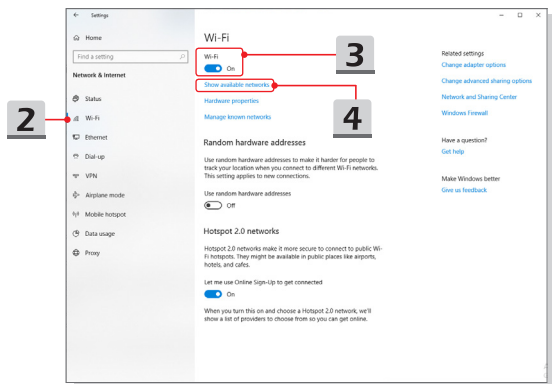 Settings
Home
Find a setting
Network & Internet
Status
Wi-Fi
Ethernet
Dial-up
VPN
Airplane mode
Mobile hotspot
Data usage
Proxy
2
Wi-Fi
Wi-Fi
On
Show available networks
Hardware properties
Manage known networks
3
4
Random hardware addresses
Use random hardware addresses to make it harder for people to
track your location when you connect to different Wi-Fi networks.
This setting applies to new connections.
Use random hardware addresses
Off
Hotspot 2.0 networks
Hotspot 2.0 networks make it more secure to connect to public Wi-
Fi hotspots. They might be available in public places like airports,
hotels, and cafes.
Let me use Online Sign-Up to get connected
On
When you turn this on and choose a Hotspot 2.0 network, we'll
show a list of providers to choose from so you can get online.
Related settings
Change adapter options
Change advanced sharing options
Network and Sharing Center
Windows Firewall
Have a question?
Get help
Make Windows better
Give us feedback